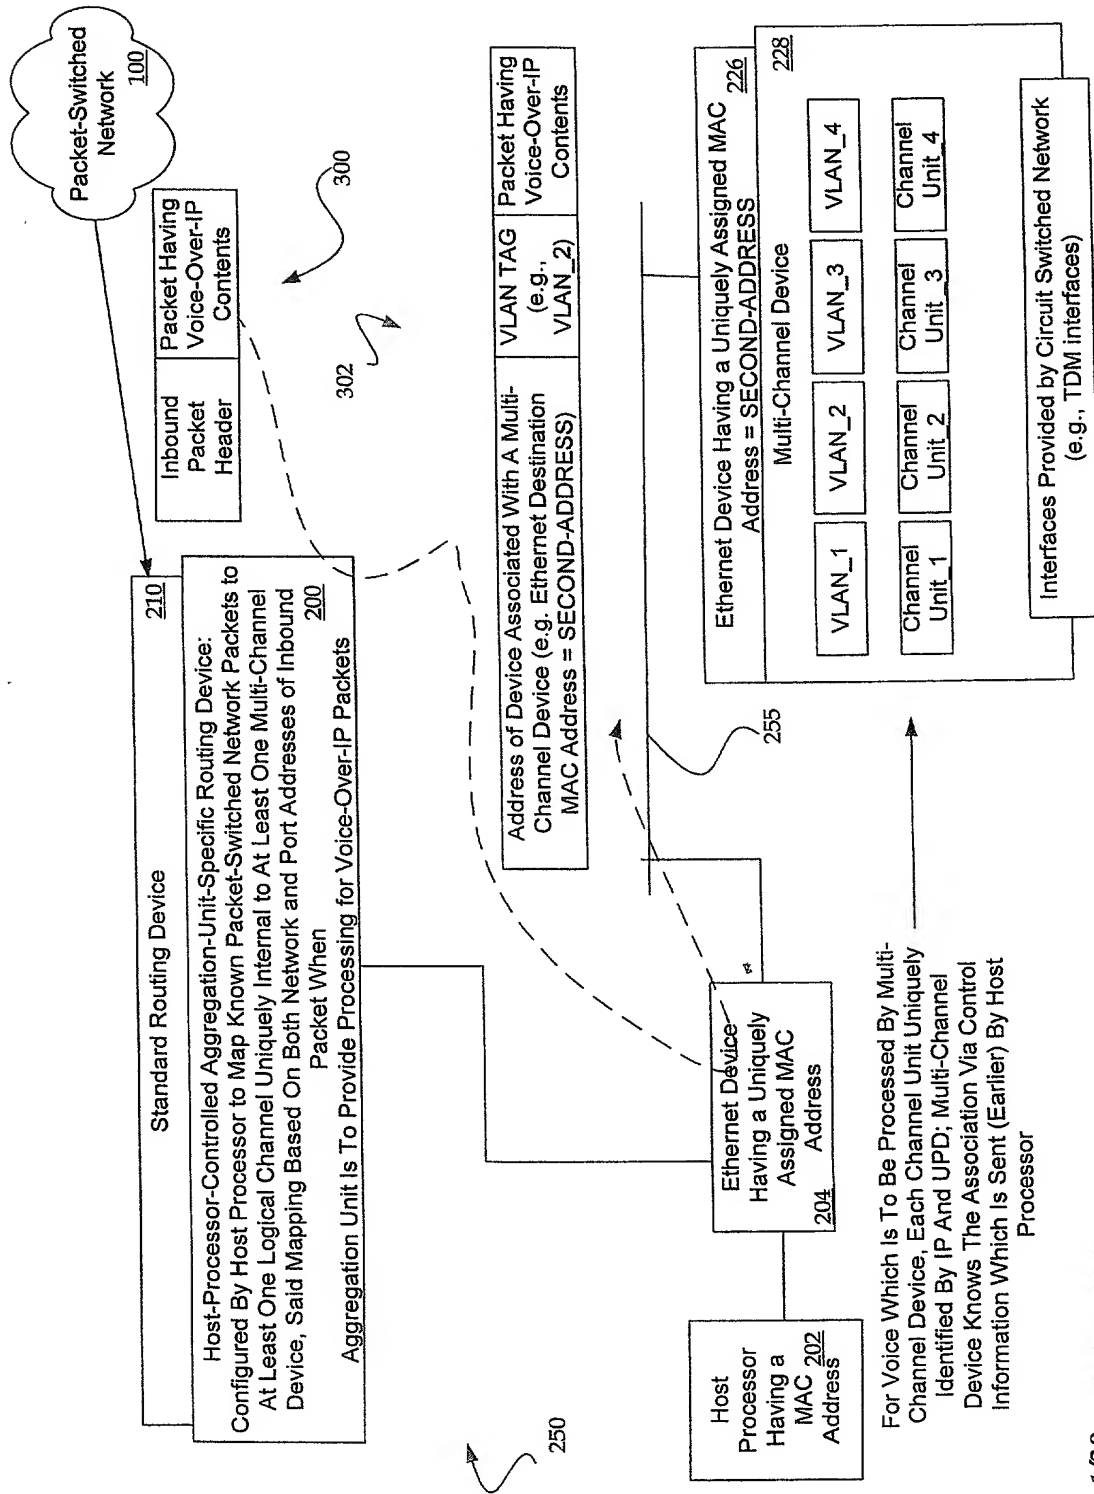 Packet-Switched
Network
100
Standard Routing Device
210
Host-Processor-Controlled Aggregation-Unit-Specific Routing Device:
Configured By Host Processor to Map Known Packet-Switched Network Packets to
At Least One Logical Channel Uniquely Internal to At Least One Multi-Channel
Device, Said Mapping Based On Both Network and Port Addresses of Inbound
Packet When
200
Aggregation Unit Is To Provide Processing for Voice-Over-IP Packets
Inbound
Packet
Header
Packet Having
Voice-Over-IP
Contents
300
302
Address of Device Associated With A Multi-
Channel Device (e.g. Ethernet Destination
MAC Address = SECOND-ADDRESS)
VLAN TAG
(e.g.,
VLAN_2)
Packet Having
Voice-Over-IP
Contents
250
255
Host
Processor
Having a
MAC 202
Address
Ethernet Device
Having a Uniquely
Assigned MAC
Address
204
Ethernet Device Having a Uniquely Assigned MAC
Address = SECOND-ADDRESS
226
Multi-Channel Device
228
VLAN_1
VLAN_2
VLAN_3
VLAN_4
Channel
Unit_1
Channel
Unit_2
Channel
Unit_3
Channel
Unit_4
Interfaces Provided by Circuit Switched Network
(e.g., TDM interfaces)
For Voice Which Is To Be Processed By Multi-
Channel Device, Each Channel Unit Uniquely
Identified By IP And UPD; Multi-Channel
Device Knows The Association Via Control
Information Which Is Sent (Earlier) By Host
Processor